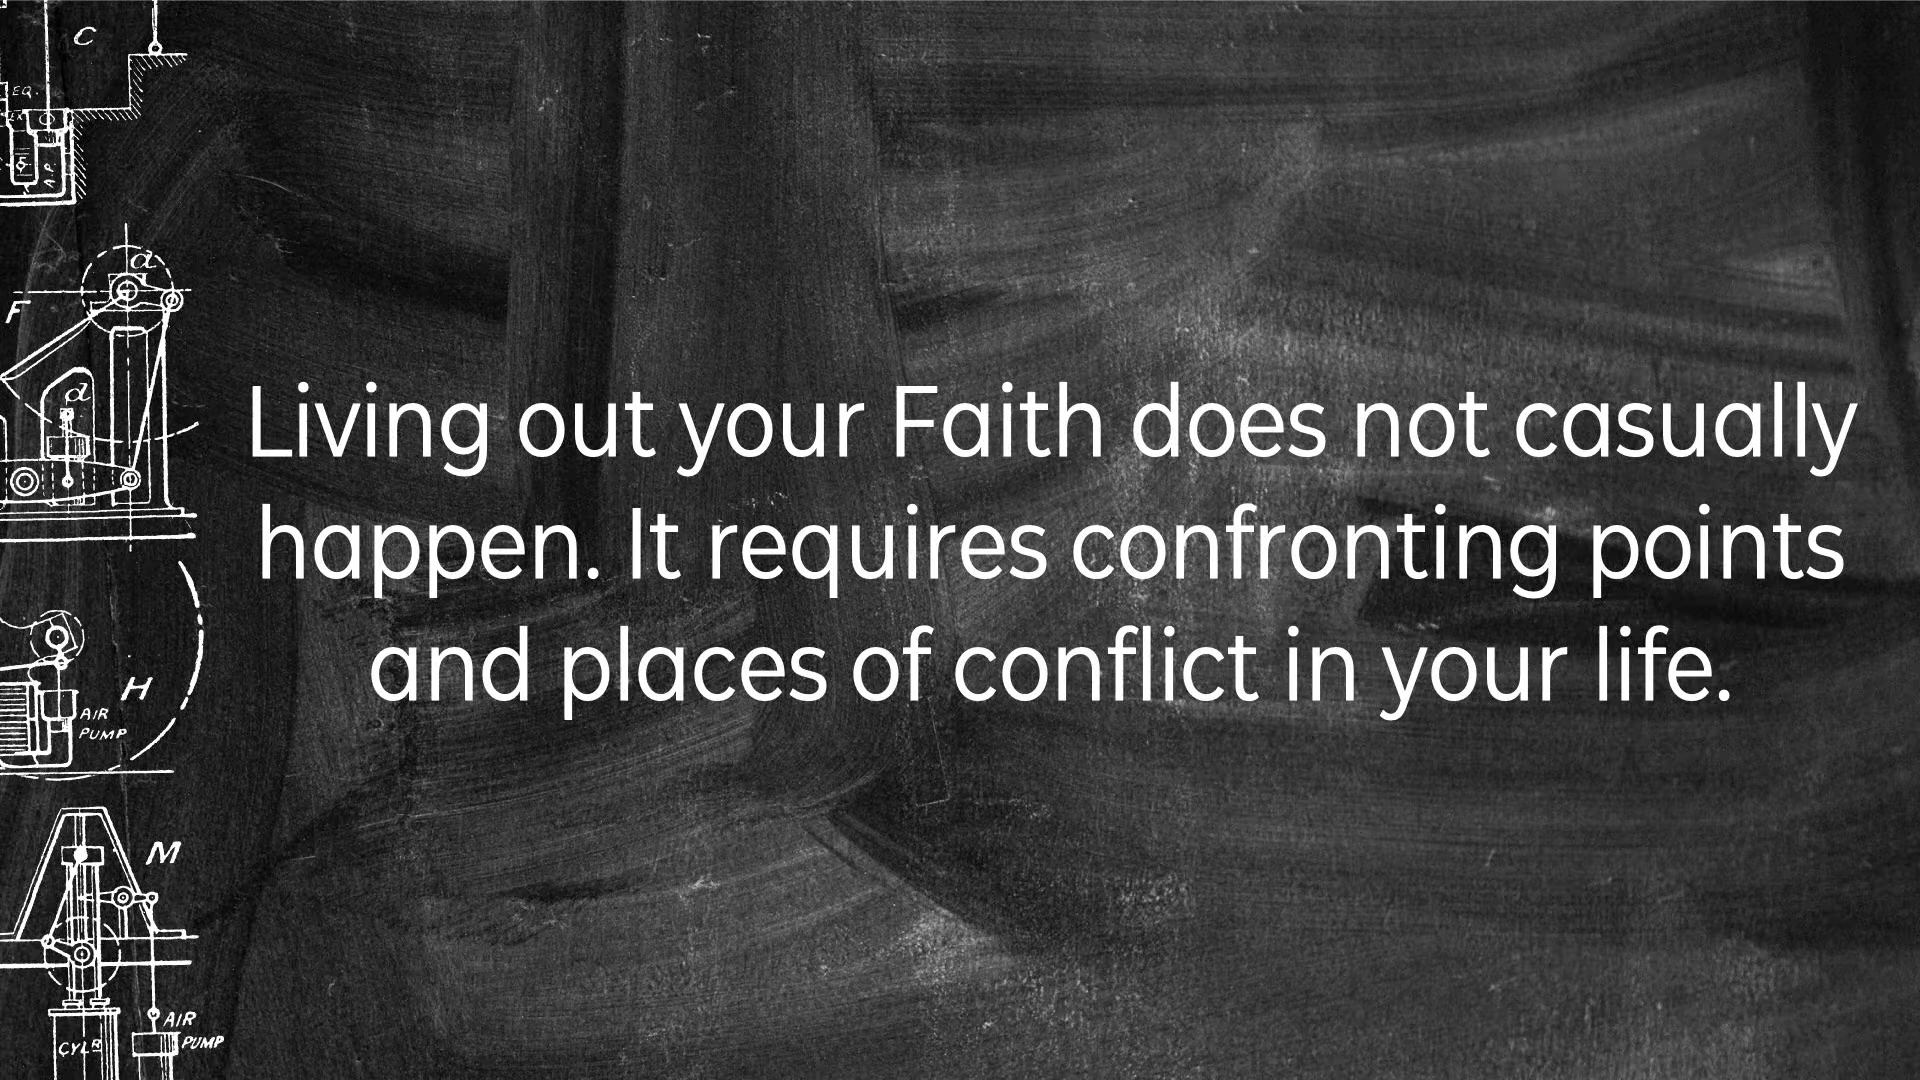 C
EQ.
a
F
d
Living out your Faith does not casually
happen. It requires confronting points
and places of conflict in your life.
H
AIR
PUMP
M
AIR
PUMP
CYLR